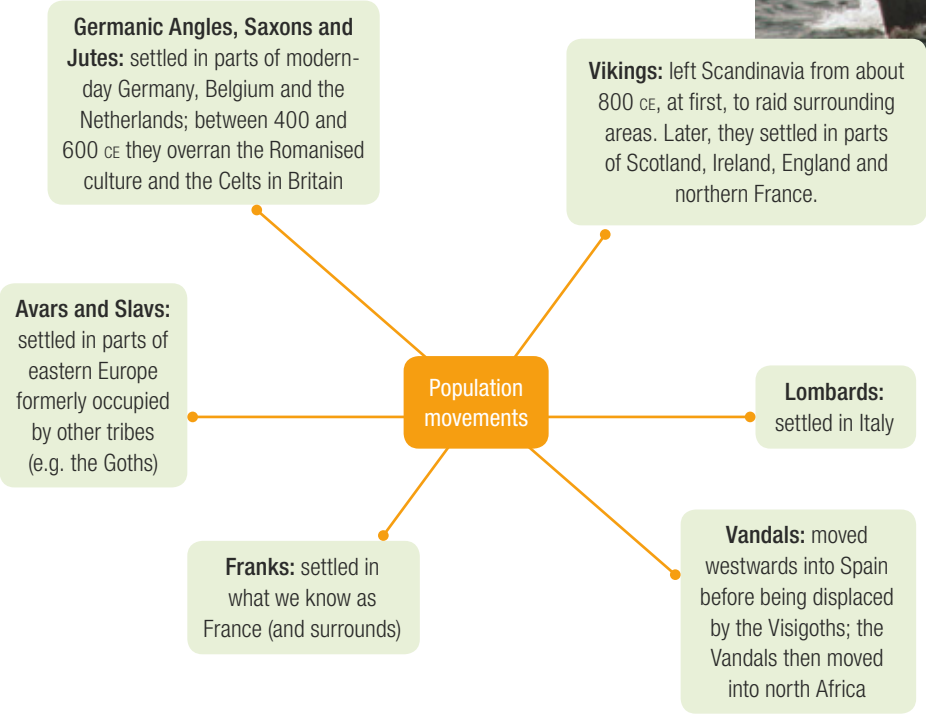 Germanic Angles, Saxons and
Jutes: settled in parts of modern-
day Germany, Belgium and the
Netherlands; between 400 and
600 CE they overran the Romanised
culture and the Celts in Britain
Vikings: left Scandinavia from about
800 CE, at first, to raid surrounding
areas. Later, they settled in parts
of Scotland, Ireland, England and
northern France.
Avars and Slavs:
settled in parts of
eastern Europe
formerly occupied
by other tribes
(e.g. the Goths)
Population
movements
Lombards:
settled in Italy
Franks: settled in
what we know as
France (and surrounds)
Vandals: moved
westwards into Spain
before being displaced
by the Visigoths; the
Vandals then moved
into north Africa